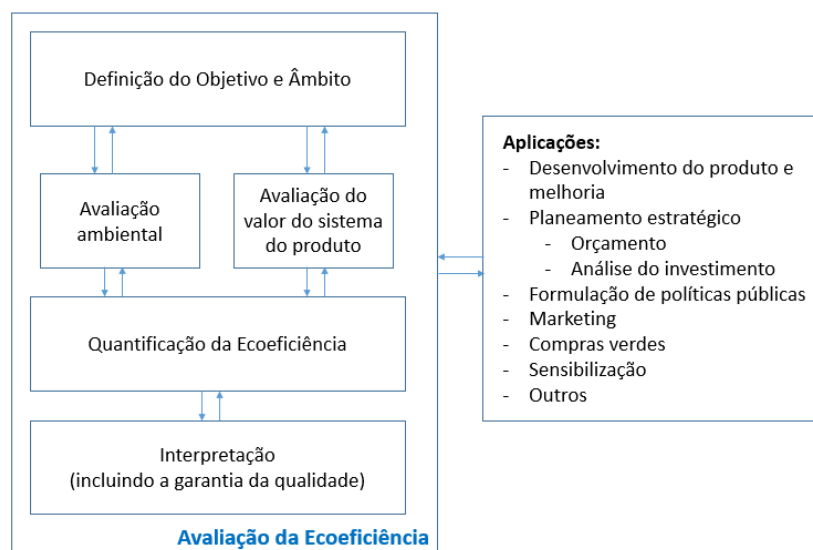 Definição do Objetivo e Âmbito
Avaliação
ambiental
Avaliação do
valor do sistema
do produto
Quantificação da Ecoeficiência
Interpretação
(incluindo a garantia da qualidade)
Avaliação da Ecoeficiência
Aplicações:
- Desenvolvimento do produto e
melhoria
- Planeamento estratégico
- Orçamento
- Análise do investimento
- Formulação de políticas públicas
- Marketing
- Compras verdes
- Sensibilização
- Outros